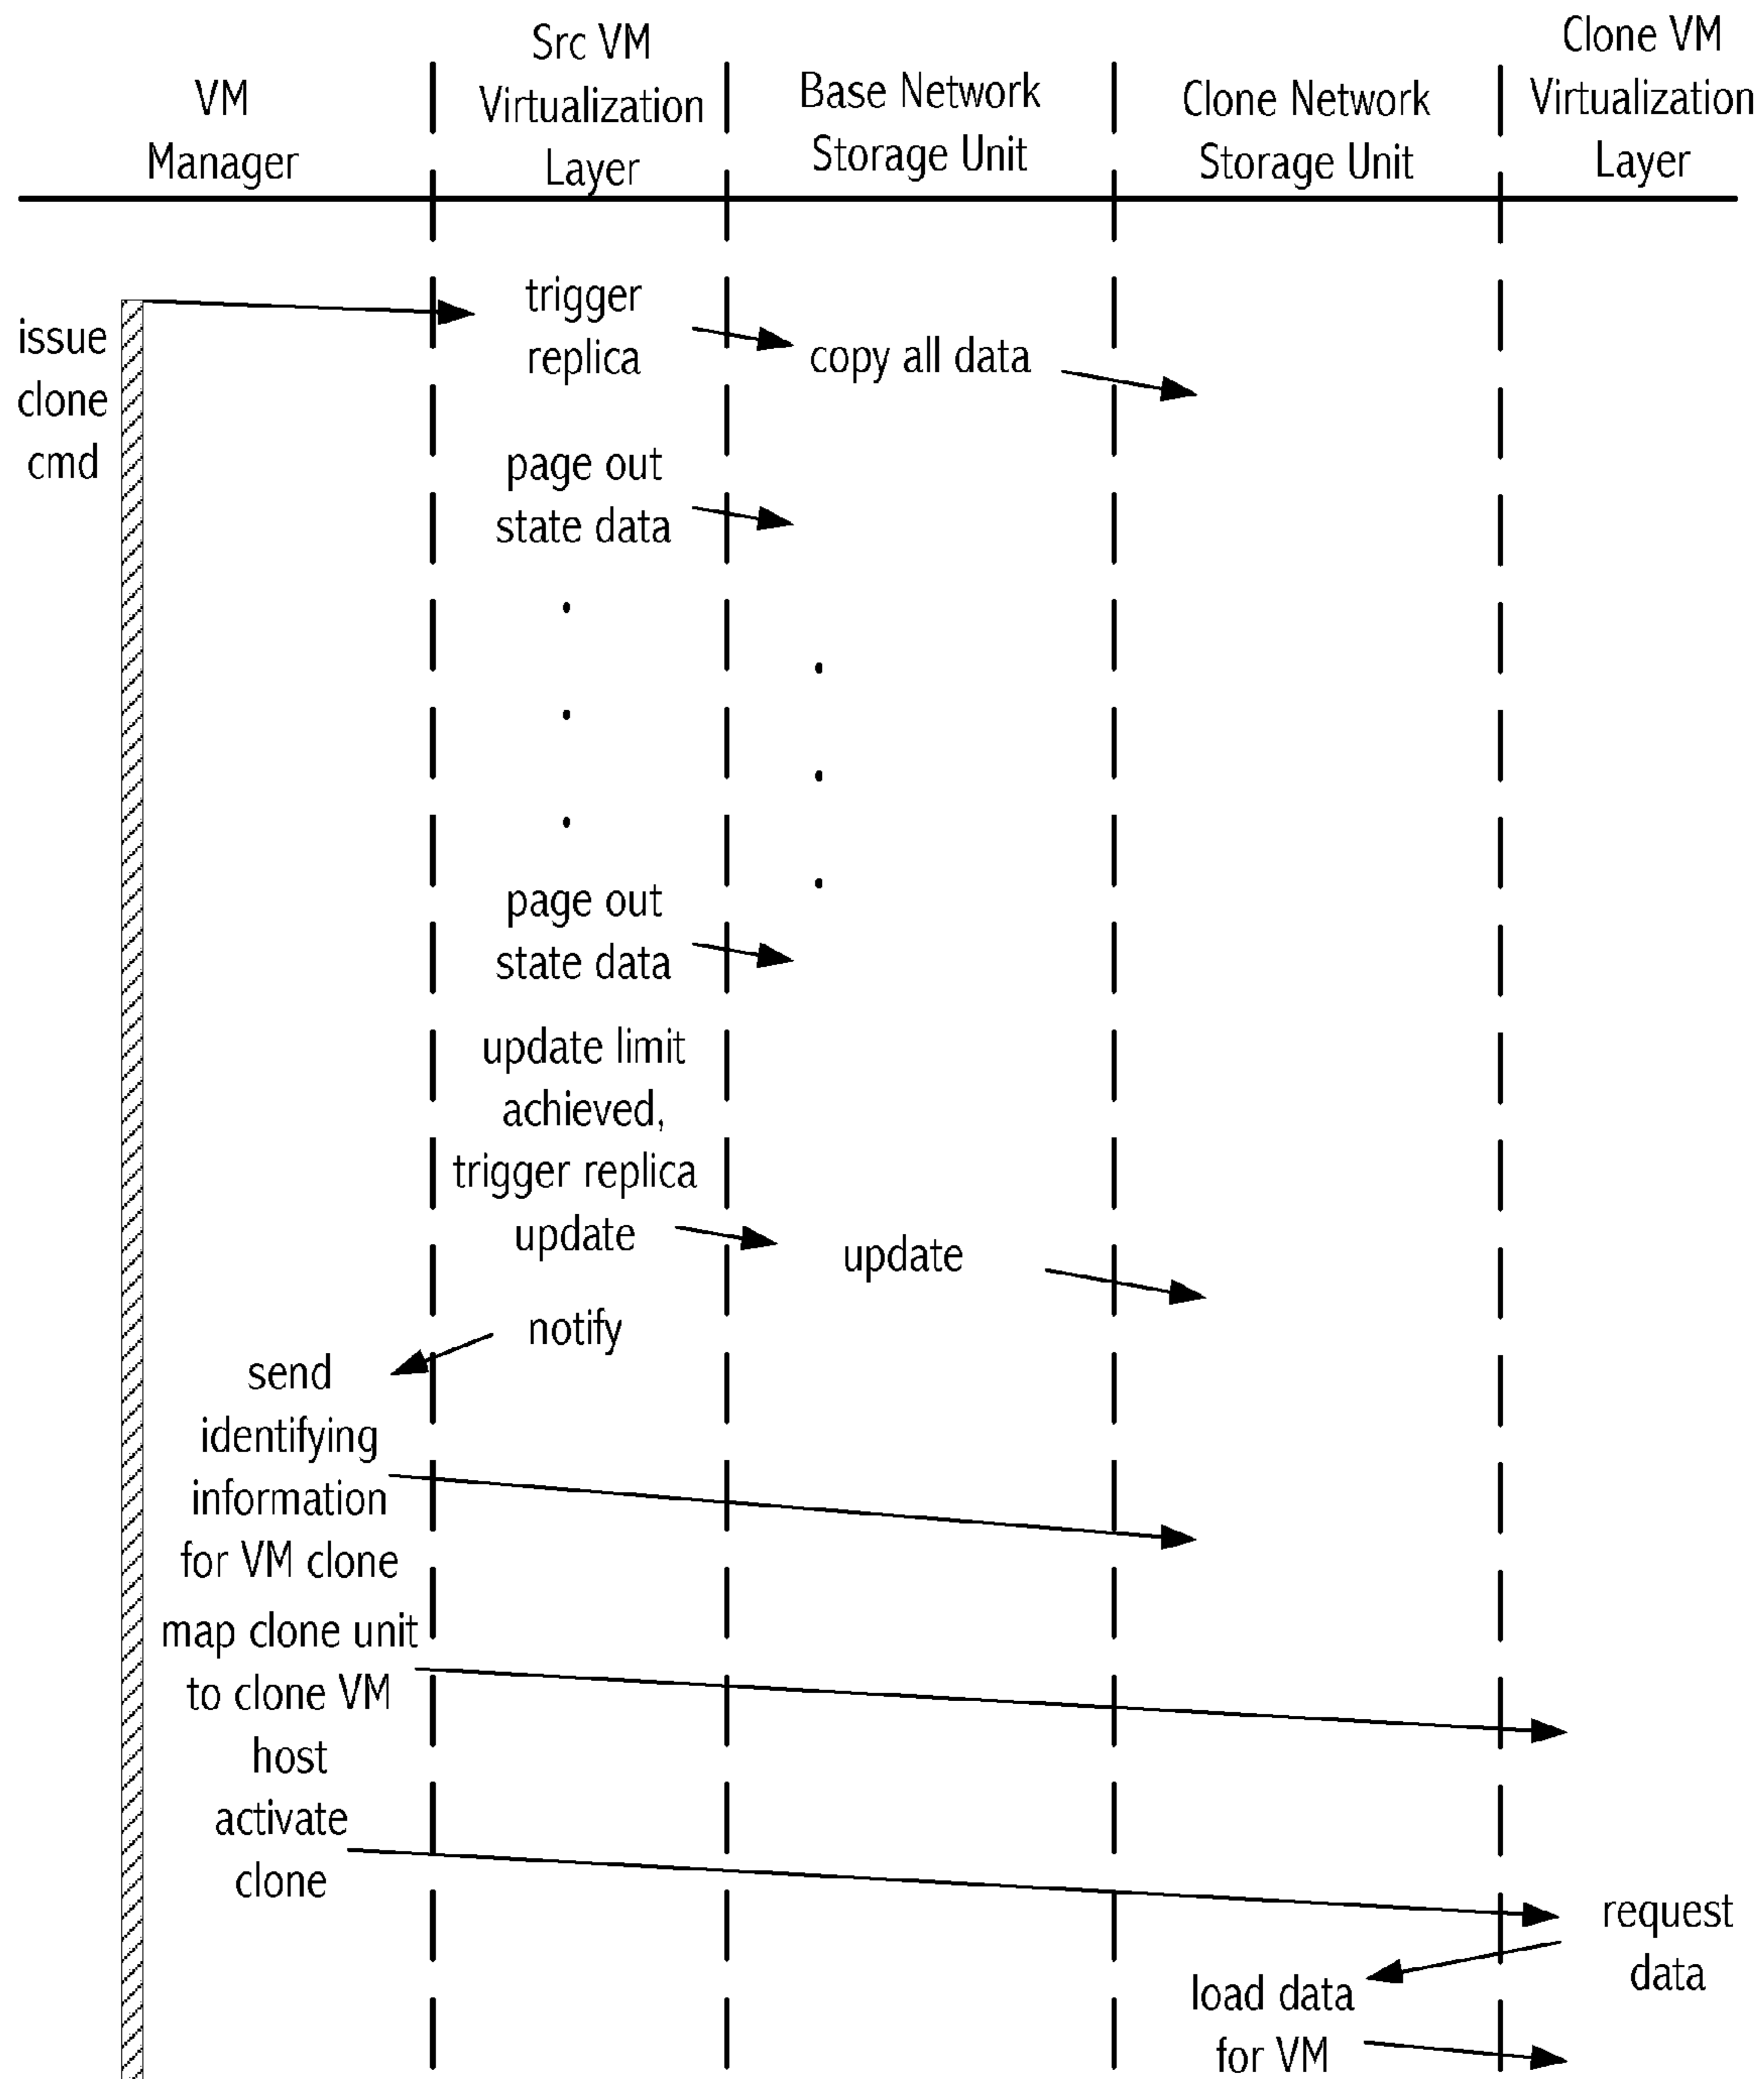 VM
Manager
Src VM
Virtualization
Layer
Base Network
Storage Unit
Clone Network
Storage Unit
Clone VM
Virtualization
Layer
issue
clone
cmd
trigger
replica
copy all data
page out
state data
page out
state data
update limit
achieved,
trigger replica
update
update
notify
send
identifying
information
for VM clone
map clone unit
to clone VM
host
activate
clone
request
data
load data
for VM